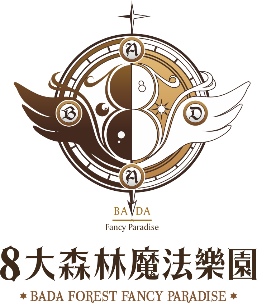 A
8
B
D
A
BADA
Fancy Paradise
8大森林魔法樂園
* BADA FOREST FANCY PARADISE *